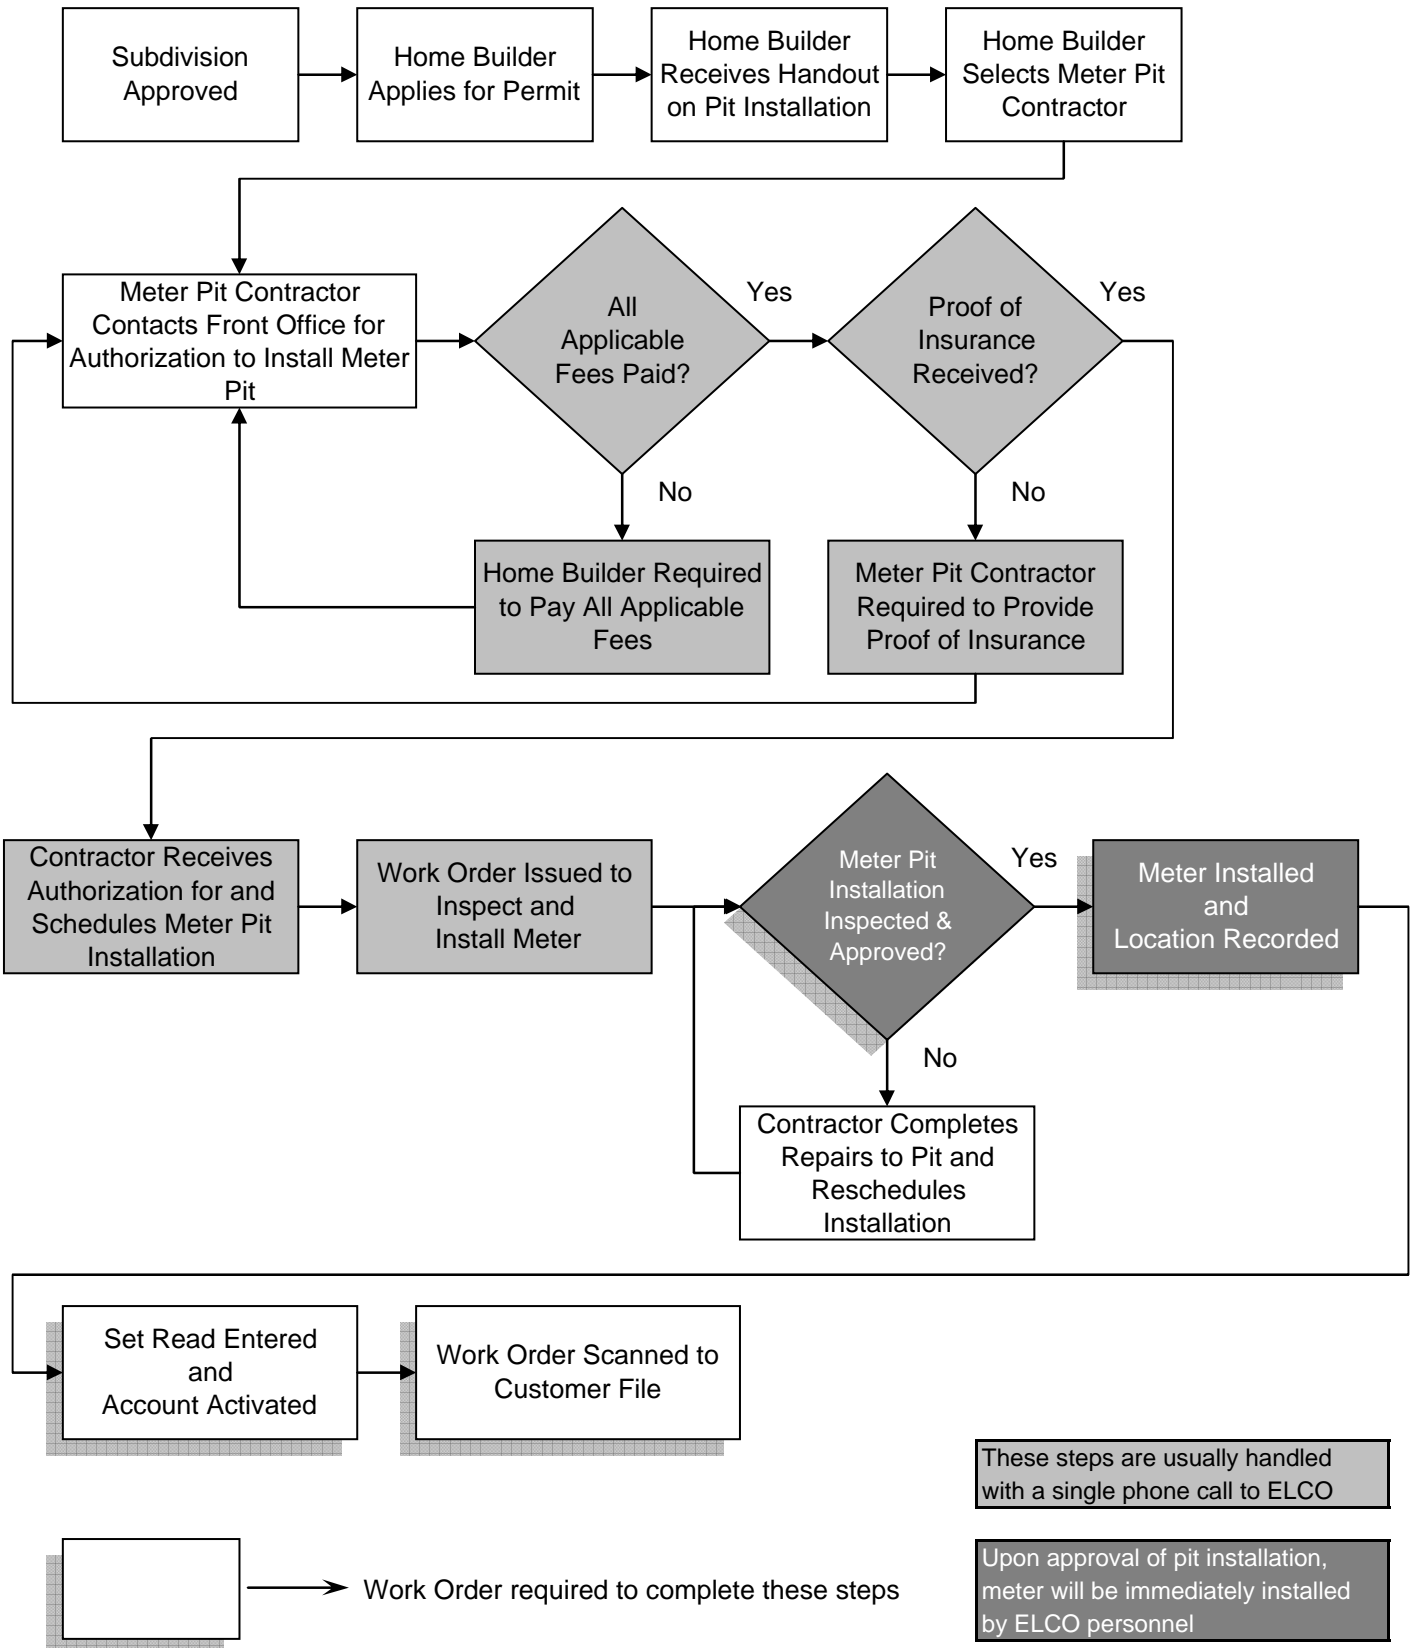 Subdivision
Approved
Home Builder
Applies for Permit
Home Builder
Receives Handout
on Pit Installation
Home Builder
Selects Meter Pit
Contractor
Meter Pit Contractor
Contacts Front Office for
Authorization to Install Meter
Pit
All
Applicable
Fees Paid?
Yes
Proof of
Insurance
Received?
Yes
No
No
Home Builder Required
to Pay All Applicable
Fees
Meter Pit Contractor
Required to Provide
Proof of Insurance
Contractor Receives
Authorization for and
Schedules Meter Pit
Installation
Work Order Issued to
Inspect and
Install Meter
Meter Pit
Installation
Inspected &
Approved?
Yes
Meter Installed
and
Location Recorded
No
Contractor Completes
Repairs to Pit and
Reschedules
Installation
Set Read Entered
and
Account Activated
Work Order Scanned to
Customer File
These steps are usually handled
with a single phone call to ELCO
Work Order required to complete these steps
Upon approval of pit installation,
meter will be immediately installed
by ELCO personnel